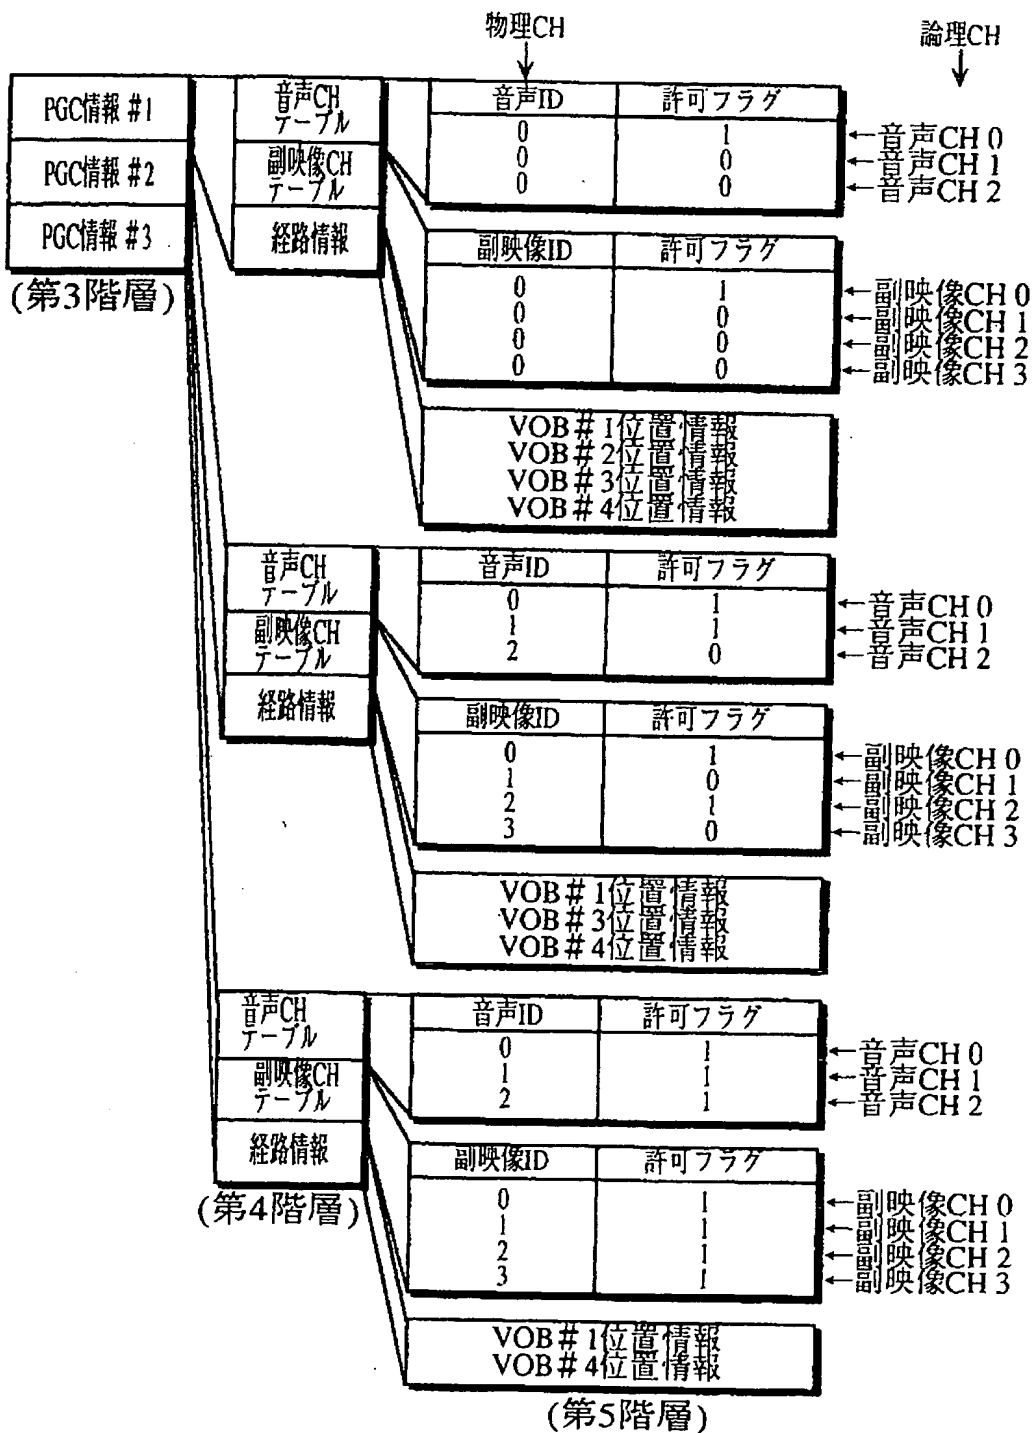 物理CH
論理CH
PGC情報 #1
PGC情報 #2
PGC情報 #3
(第3階層)
音声CH
テーブル
副映像CH
テーブル
経路情報
音声ID 許可フラグ
0 1 ←音声CH 0
0 0 ←音声CH 1
0 0 ←音声CH 2
副映像ID 許可フラグ
0 1 ←副映像CH 0
0 0 ←副映像CH 1
0 0 ←副映像CH 2
0 0 ←副映像CH 3
VOB＃1位置情報
VOB＃2位置情報
VOB＃3位置情報
VOB＃4位置情報
音声CH
テーブル
副映像CH
テーブル
経路情報
音声ID 許可フラグ
0 1 ←音声CH 0
1 1 ←音声CH 1
2 0 ←音声CH 2
副映像ID 許可フラグ
0 1 ←副映像CH 0
1 0 ←副映像CH 1
2 1 ←副映像CH 2
3 0 ←副映像CH 3
VOB＃1位置情報
VOB＃3位置情報
VOB＃4位置情報
音声CH
テーブル
副映像CH
テーブル
経路情報
(第4階層)
音声ID 許可フラグ
0 1 ←音声CH 0
1 1 ←音声CH 1
2 1 ←音声CH 2
副映像ID 許可フラグ
0 1 ←副映像CH 0
1 1 ←副映像CH 1
2 1 ←副映像CH 2
3 1 ←副映像CH 3
VOB＃1位置情報
VOB＃4位置情報
(第5階層)